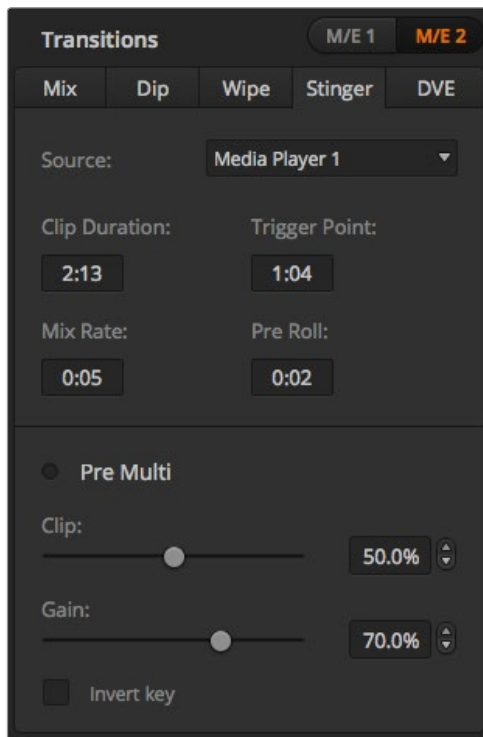 Transitions M/E 1 M/E 2
Mix Dip Wipe Stinger DVE
Source: Media Player 1
Clip Duration: Trigger Point:
2:13 1:04
Mix Rate: Pre Roll:
0:05 0:02
Pre Multi
Clip:
50.0%
Gain:
70.0%
Invert key